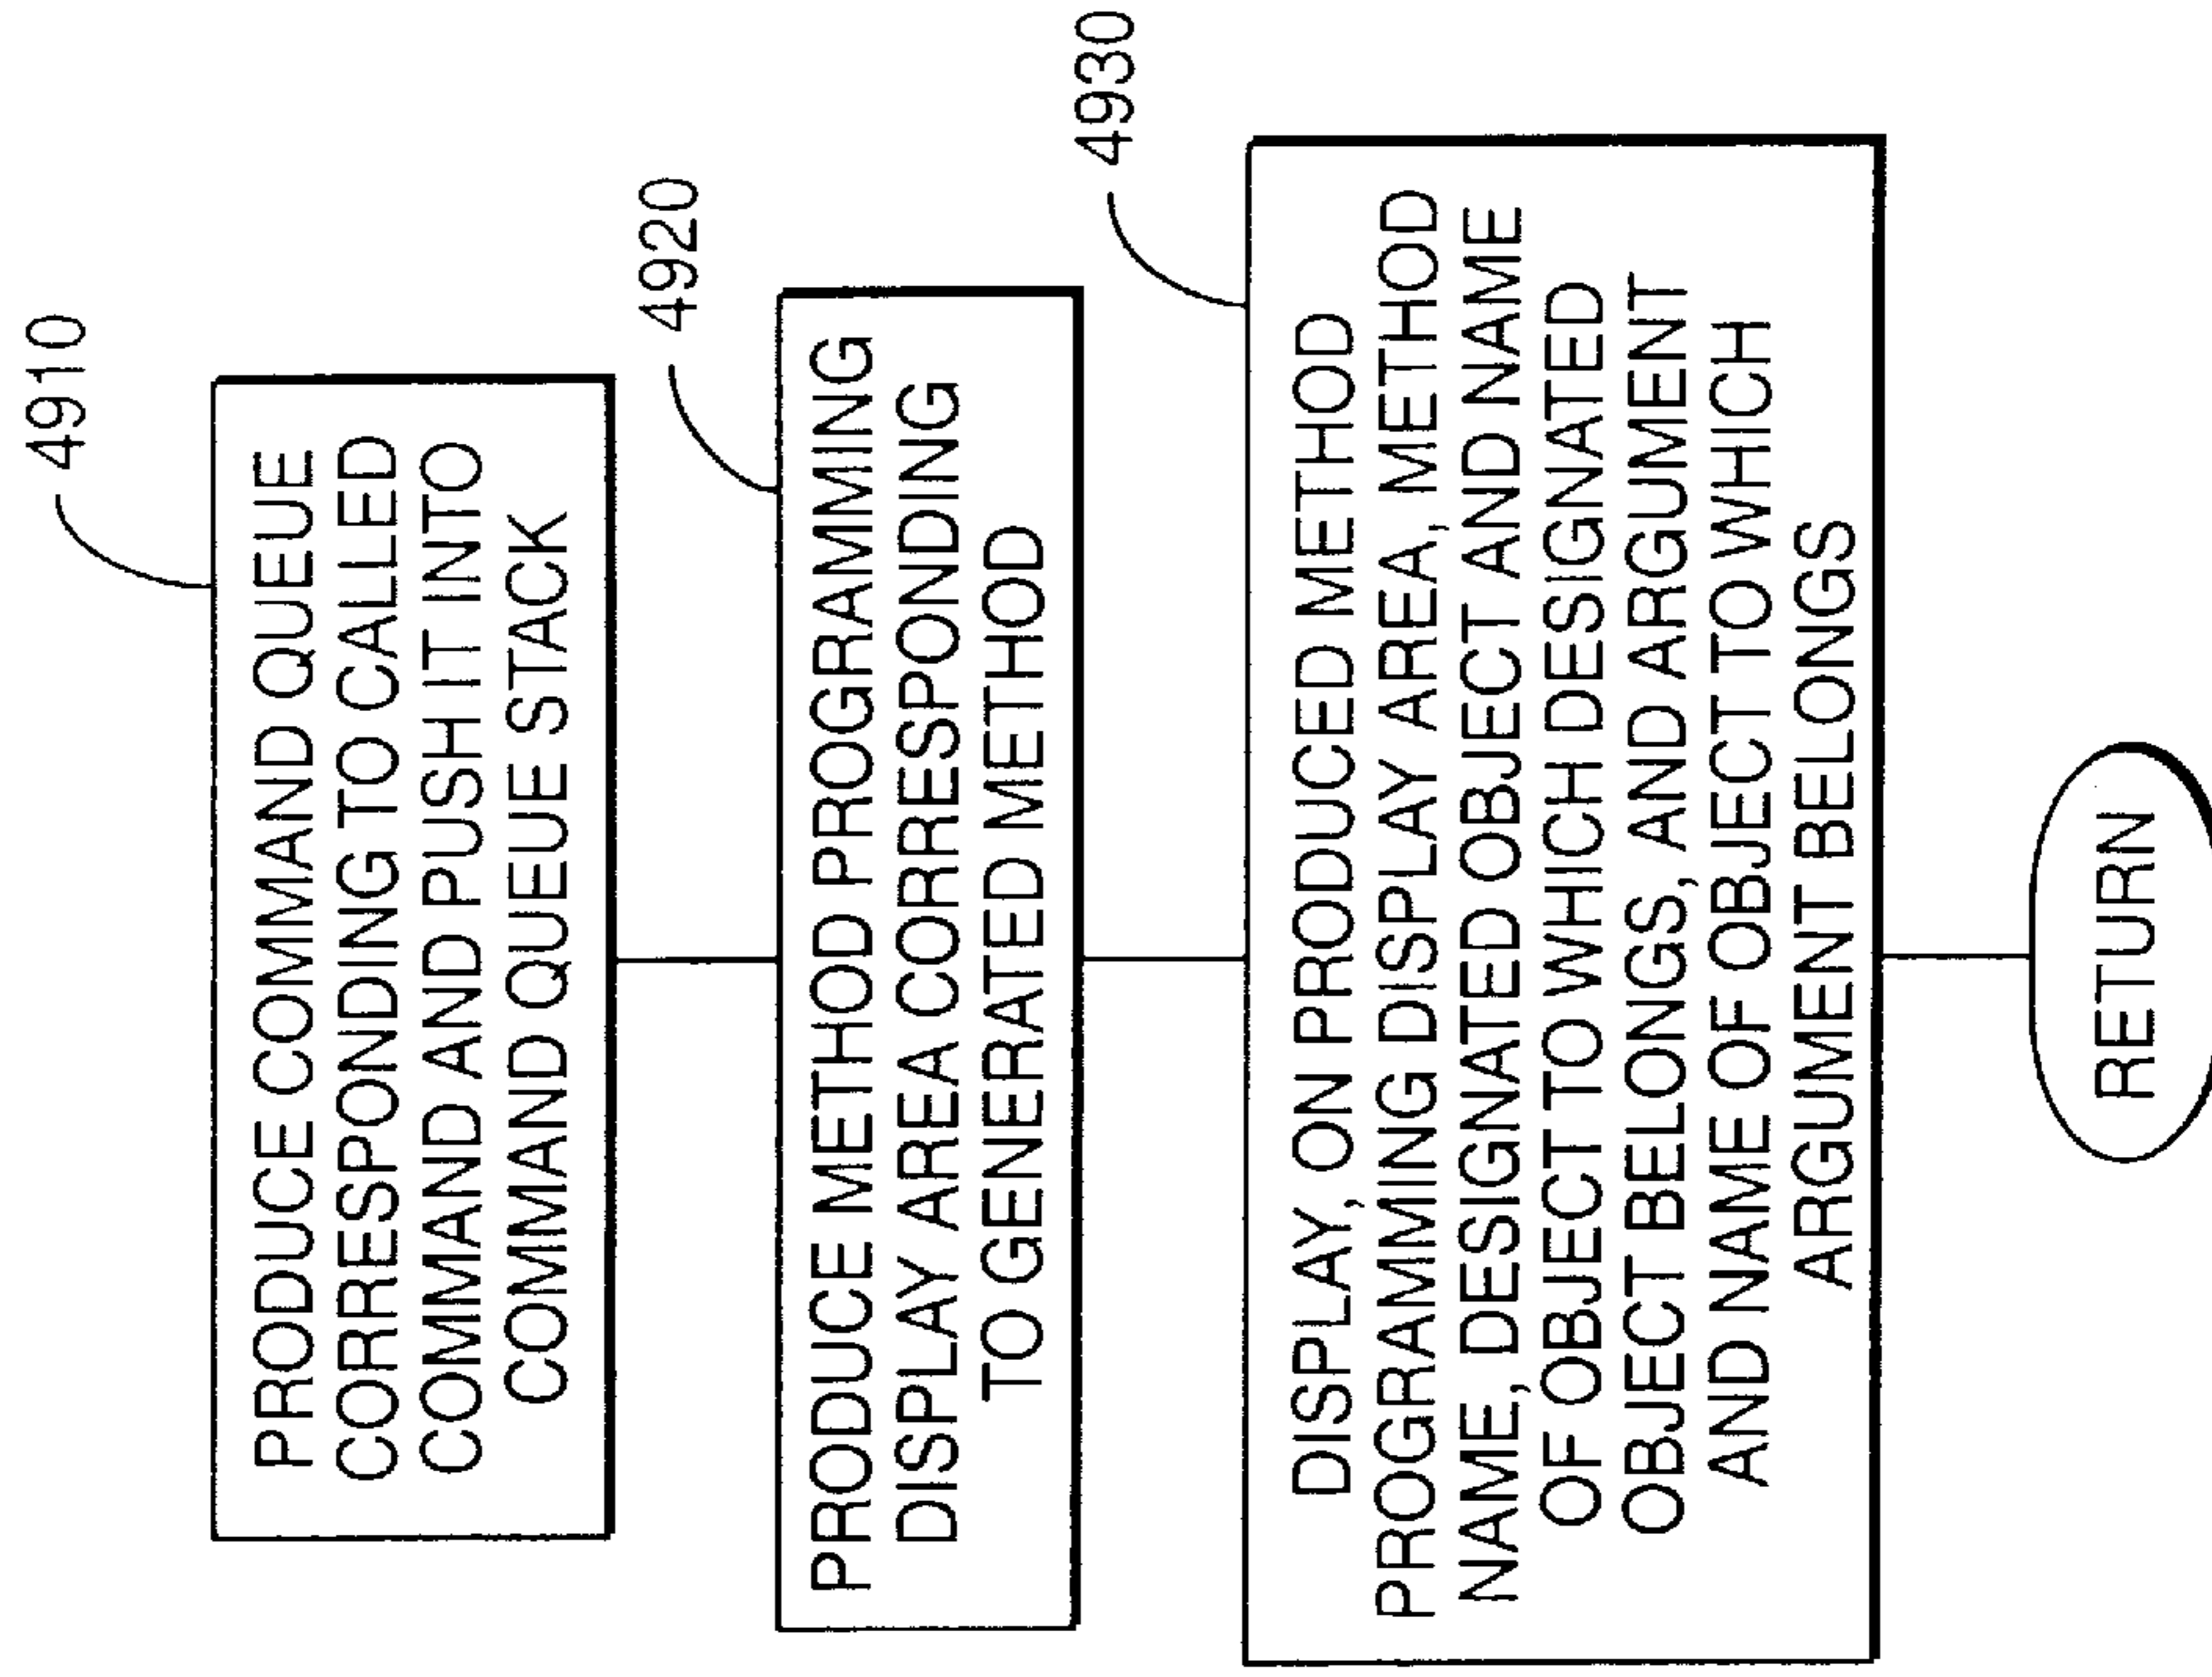 4910
PRODUCE COMMAND QUEUE
CORRESPONDING TO CALLED
COMMAND AND PUSH IT INTO
COMMAND QUEUE STACK
4920
PRODUCE METHOD PROGRAMMING
DISPLAY AREA CORRESPONDING
TO GENERATED METHOD
4930
DISPLAY, ON PRODUCED METHOD
PROGRAMMING DISPLAY AREA, METHOD
NAME, DESIGNATED OBJECT AND NAME
OF OBJECT TO WHICH DESIGNATED
OBJECT BELONGS, AND ARGUMENT
AND NAME OF OBJECT TO WHICH
ARGUMENT BELONGS
RETURN